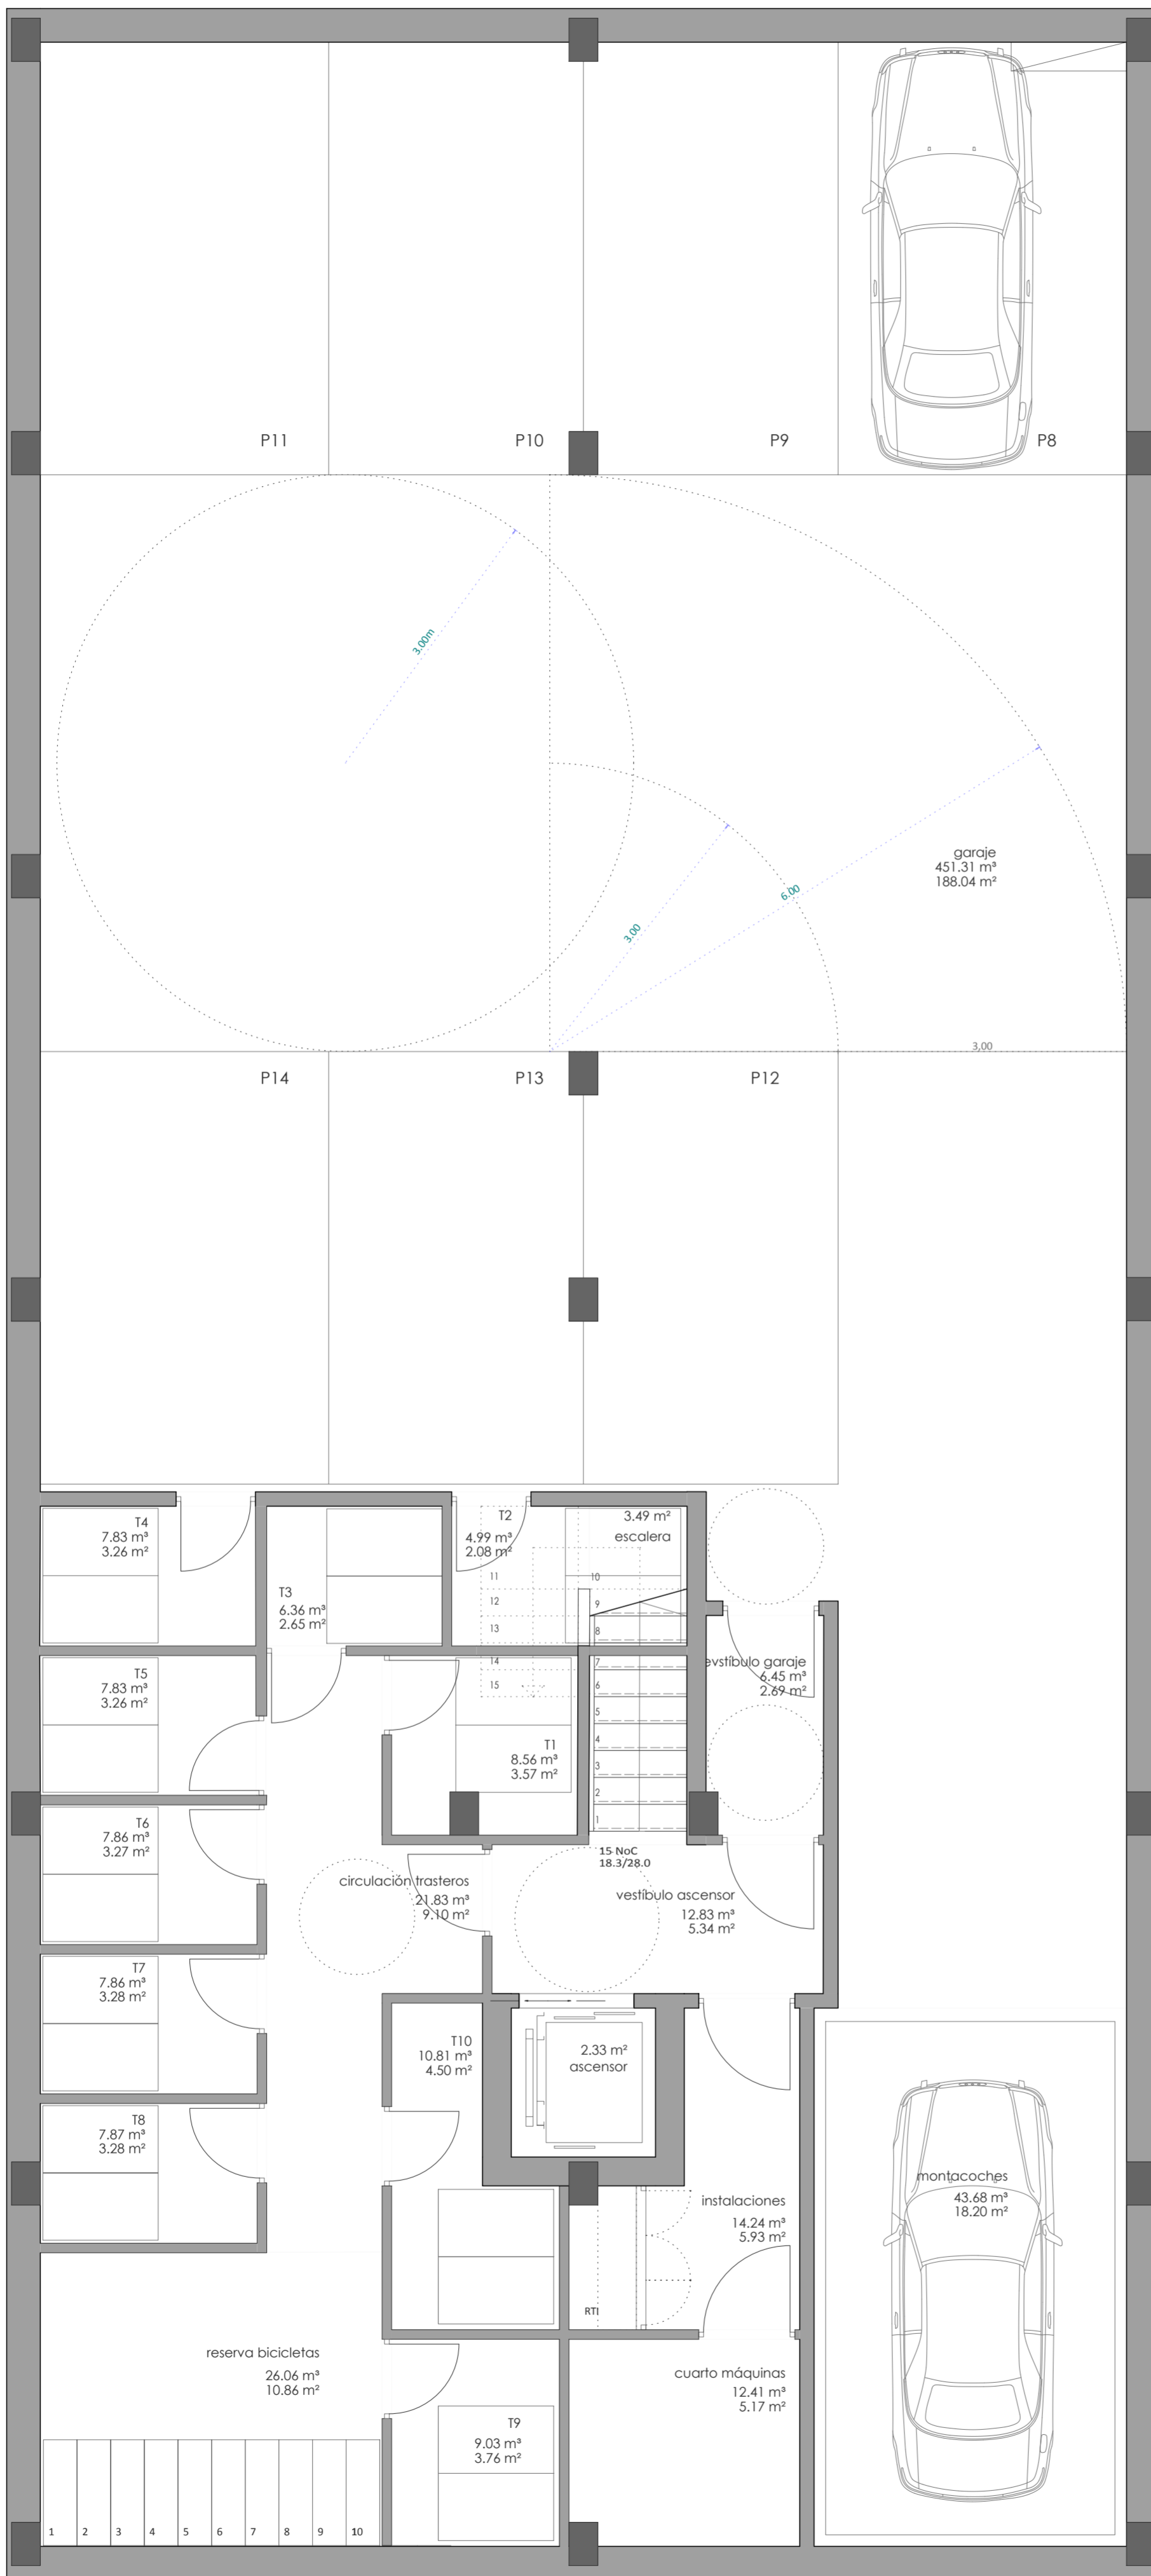 P11
P10
P9
P8
3.00m
garaje
451.31 m³
188.04 m²
6.00
3.00
3,00
P14
P13
P12
T4
7.83 m³
3.26 m²
T2
4.99 m³
2.08 m²
3.49 m²
escalera
T3
6.36 m³
2.65 m²
11
10
12
9
13
8
14
7
15
6
5
4
3
2
1
evstíbulo garaje
6.45 m³
2.69 m²
T5
7.83 m³
3.26 m²
T1
8.56 m³
3.57 m²
T6
7.86 m³
3.27 m²
15 NoC
18.3/28.0
circulación trasteros
21.83 m³
9.10 m²
vestíbulo ascensor
12.83 m³
5.34 m²
T7
7.86 m³
3.28 m²
T10
10.81 m³
4.50 m²
2.33 m²
ascensor
T8
7.87 m³
3.28 m²
montacoches
43.68 m³
18.20 m²
instalaciones
14.24 m³
5.93 m²
RTI
reserva bicicletas
26.06 m³
10.86 m²
cuarto máquinas
12.41 m³
5.17 m²
T9
9.03 m³
3.76 m²
1 2 3 4 5 6 7 8 9 10